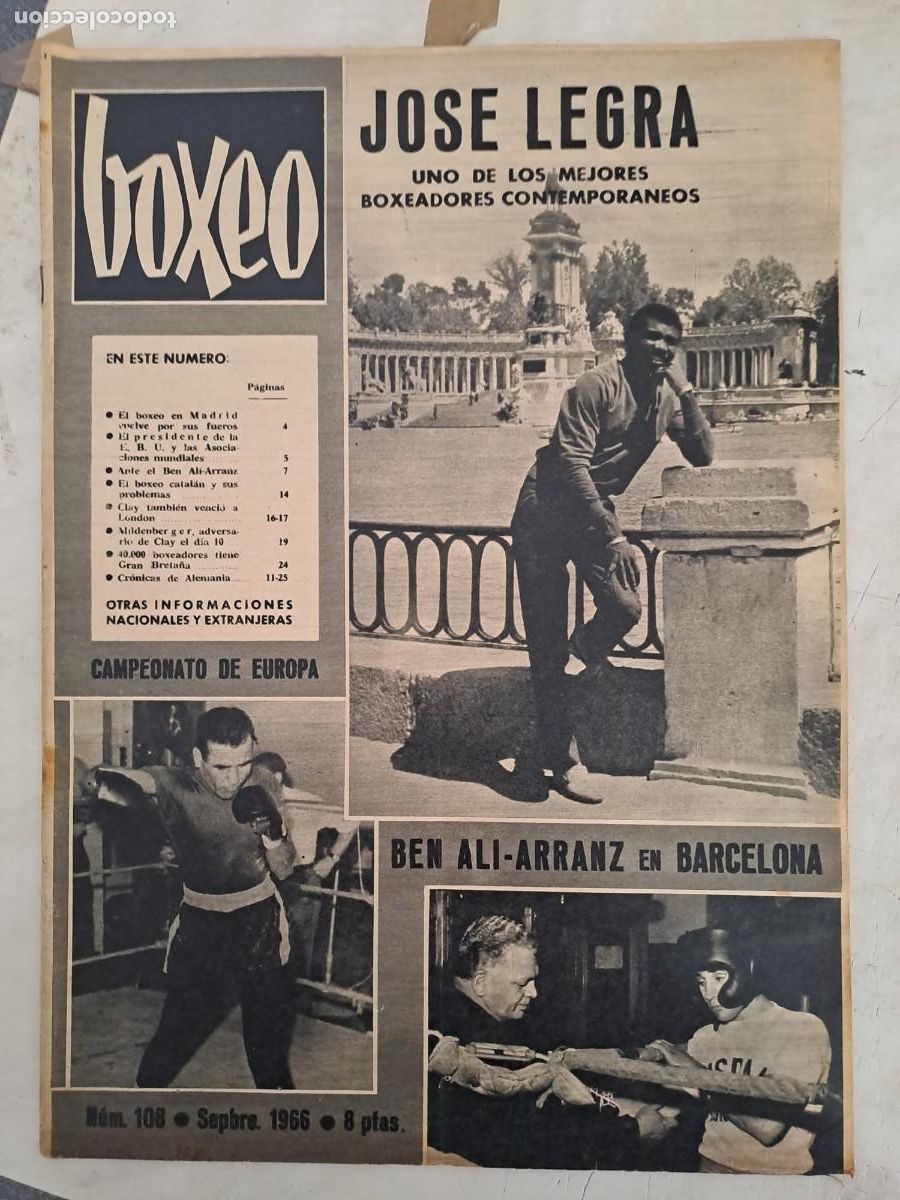 todocoleccion
boxeo
JOSE LEGRA
UNO DE LOS MEJORES
BOXEADORES CONTEMPORANEOS
EN ESTE NUMERO:
Páginas
● El boxeo en Madrid
vuelve por sus fueros 4
● El presidente de la
E. B. U. y las Asocia-
ciones mundiales 5
● Ante el Ben Alí-Arranz 7
● El boxeo catalán y sus
problemas 14
● Clay también venció a
London 16-17
● Mildenberger, adversa-
rio de Clay el día 10 19
● 40.000 boxeadores tiene
Gran Bretaña 24
● Crónicas de Alemania 11-25
OTRAS INFORMACIONES
NACIONALES Y EXTRANJERAS
CAMPEONATO DE EUROPA
BEN ALI-ARRANZ EN BARCELONA
Núm. 108 ● Sepbre. 1966 ● 8 ptas.